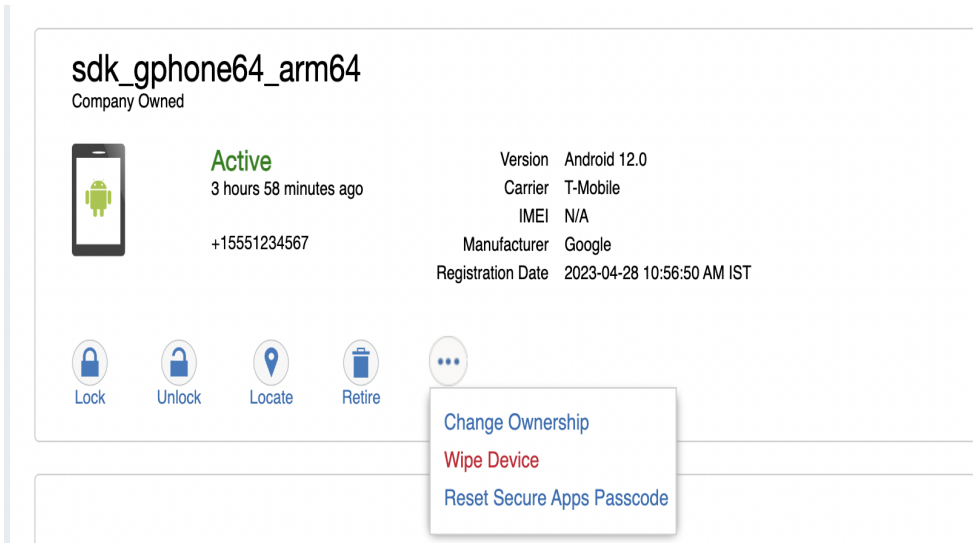 sdk_gphone64_arm64
Company Owned
Active
3 hours 58 minutes ago
+15551234567
Version Android 12.0
Carrier T-Mobile
IMEI N/A
Manufacturer Google
Registration Date 2023-04-28 10:56:50 AM IST
Lock Unlock Locate Retire
Change Ownership
Wipe Device
Reset Secure Apps Passcode